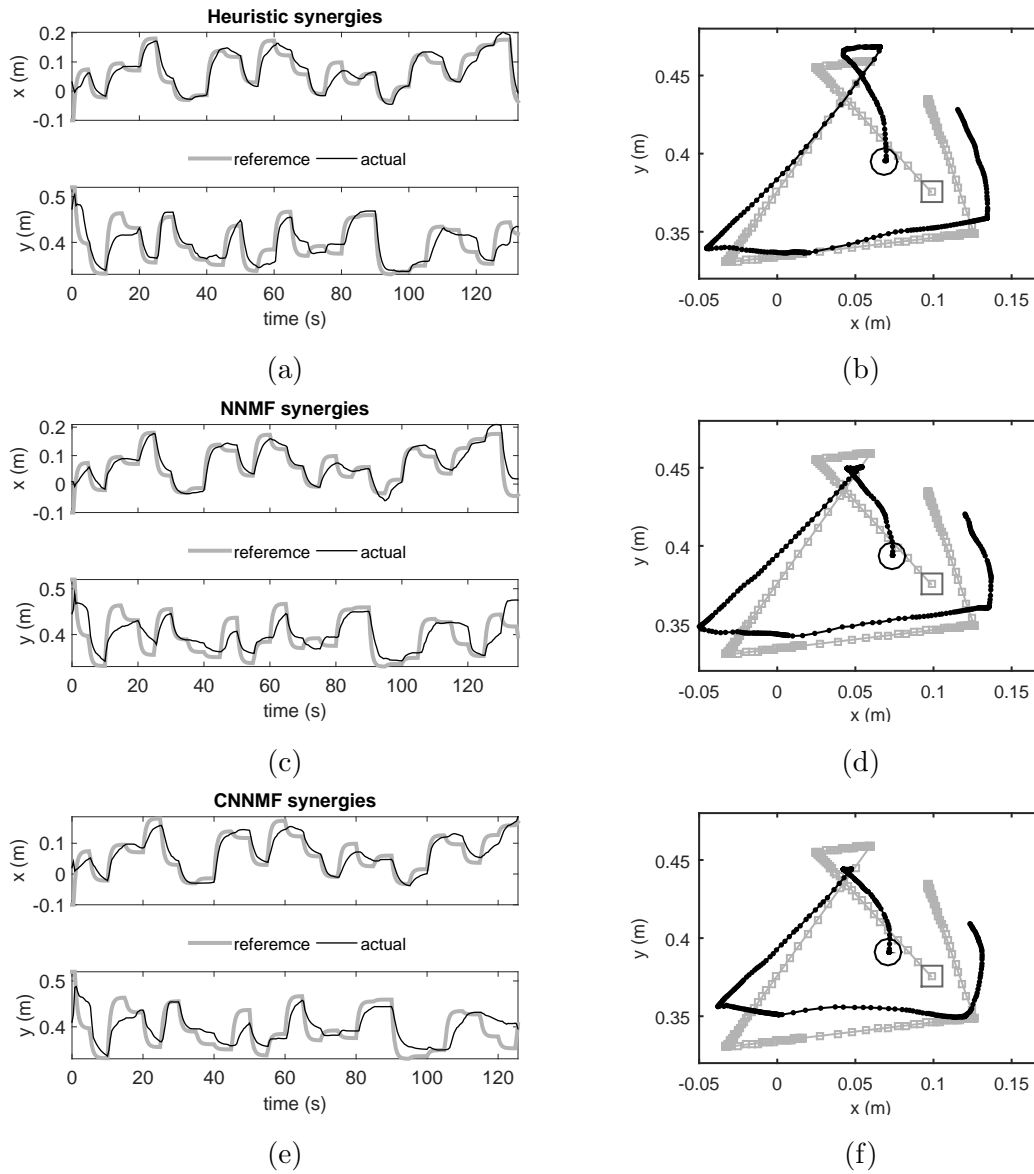 Heuristic synergies
0.2
0.1
0
-0.1
x (m)
reference
actual
0.5
0.4
y (m)
0 20 40 60 80 100 120
time (s)
(a)
0.45
0.4
0.35
y (m)
-0.05 0 0.05 0.1 0.15
x (m)
(b)
NNMF synergies
0.2
0.1
0
-0.1
x (m)
reference
actual
0.5
0.4
y (m)
0 20 40 60 80 100 120
time (s)
(c)
0.45
0.4
0.35
y (m)
-0.05 0 0.05 0.1 0.15
x (m)
(d)
CNNMF synergies
0.1
0
-0.1
x (m)
reference
actual
0.5
0.4
y (m)
0 20 40 60 80 100 120
time (s)
(e)
0.45
0.4
0.35
y (m)
-0.05 0 0.05 0.1 0.15
x (m)
(f)